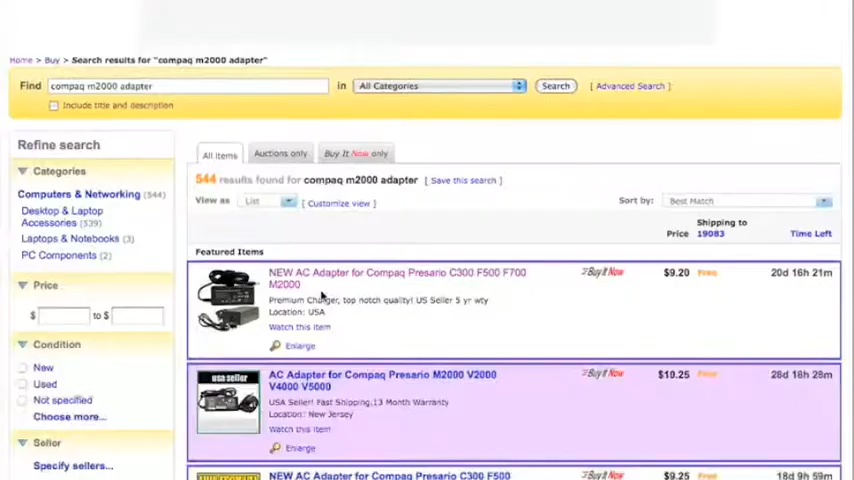 Home > Buy > Search results for "compaq m2000 adapter"
Find compaq m2000 adapter in All Categories Search [ Advanced Search ]
Include title and description
Refine search
Categories
Computers & Networking (544)
Desktop & Laptop
Accessories (539)
Laptops & Notebooks (3)
PC Components (2)
Price
$ to $
Condition
New
Used
Not specified
Choose more...
Seller
Specify sellers...
All items Auctions only Buy It Now only
544 results found for compaq m2000 adapter [ Save this search ]
View as List [ Customize view ] Sort by: Best Match
Price Shipping to Time Left
19083
Featured Items
NEW AC Adapter for Compaq Presario C300 F500 F700 Buy It Now $9.20 Free 20d 16h 21m
M2000
Premium Charger, top notch quality! US Seller 5 yr wty
Location: USA
Watch this item
Enlarge
usa seller
AC Adapter for Compaq Presario M2000 V2000 Buy It Now $10.25 Free 28d 18h 28m
V4000 V5000
USA Seller! Fast Shipping,13 Month Warranty
Location: New Jersey
Watch this item
Enlarge
NEW AC Adapter for Compaq Presario C300 F500 Buy It Now $9.25 Free 18d 9h 59m